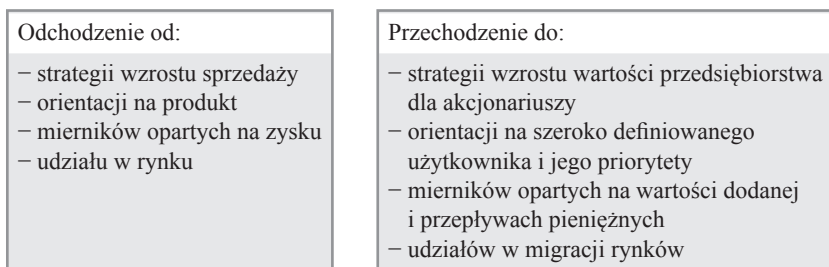 Odchodzenie od:
− strategii wzrostu sprzedaży
− orientacji na produkt
− mierników opartych na zysku
− udziału w rynku
Przechodzenie do:
− strategii wzrostu wartości przedsiębiorstwa
dla akcjonariuszy
− orientacji na szeroko definiowanego
użytkownika i jego priorytety
− mierników opartych na wartości dodanej
i przepływach pieniężnych
− udziałów w migracji rynków